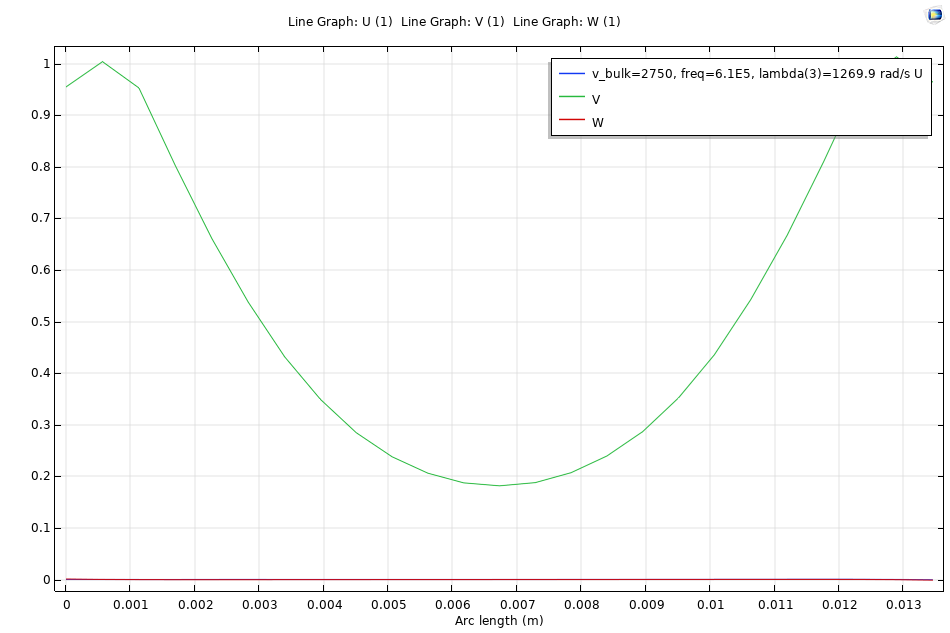 Line Graph: U (1)  Line Graph: V (1)  Line Graph: W (1)
v_bulk=2750, freq=6.1E5, lambda(3)=1269.9 rad/s U
V
W
1
0.9
0.8
0.7
0.6
0.5
0.4
0.3
0.2
0.1
0
0 0.001 0.002 0.003 0.004 0.005 0.006 0.007 0.008 0.009 0.01 0.011 0.012 0.013
Arc length (m)